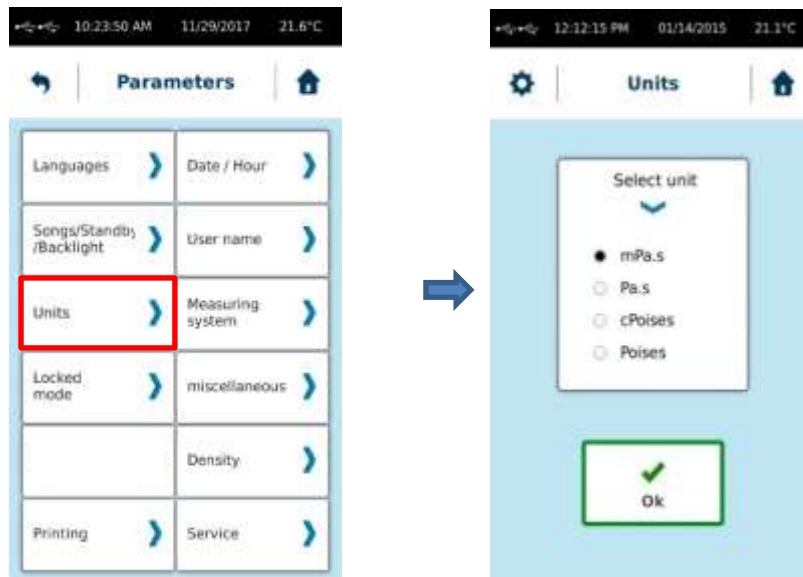 10:23:50 AM 11/29/2017 21.6°C
Parameters
Languages
Date / Hour
Songs/Standby
/Backlight
User name
Units
Measuring
system
Locked
mode
miscellaneous
Density
Printing
Service
12:12:15 PM 01/14/2015 21.1°C
Units
Select unit
mPa.s
Pa.s
cPoises
Poises
Ok